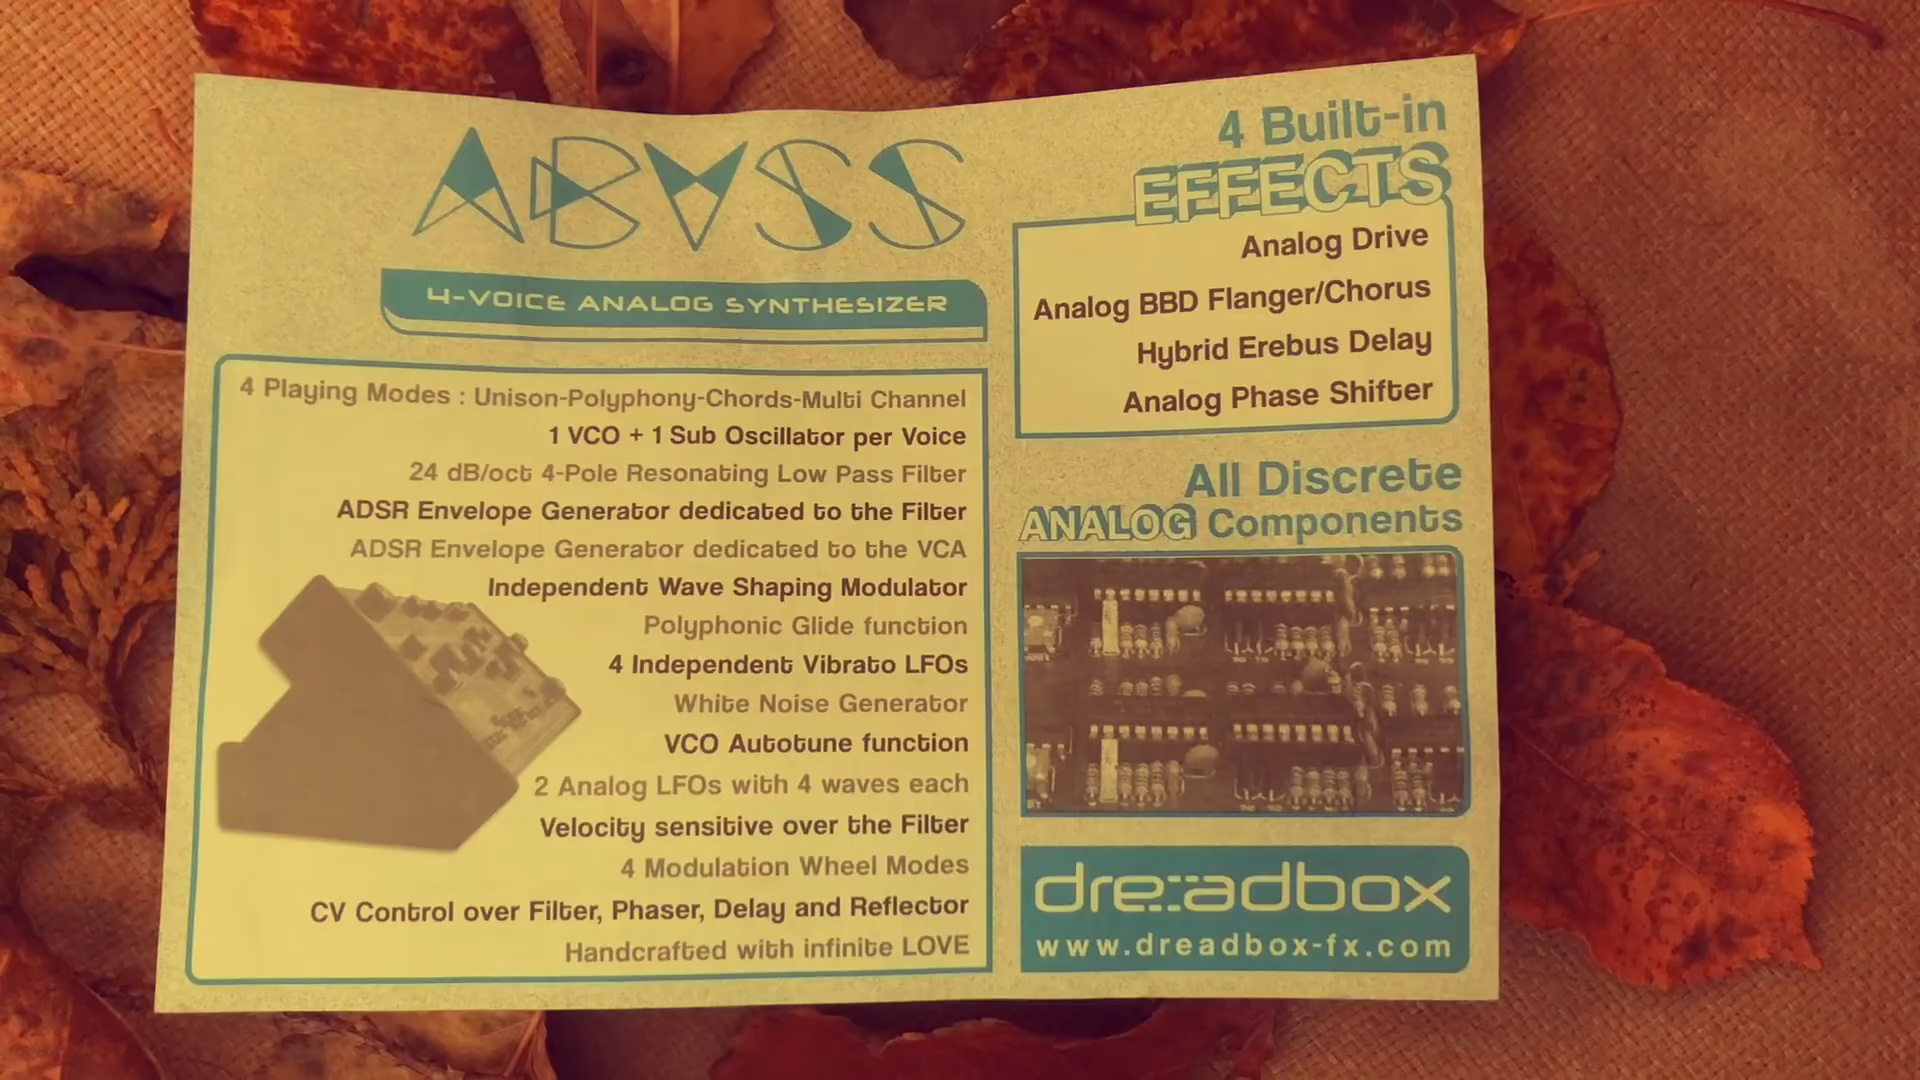 ABYSS
4-VOICE ANALOG SYNTHESIZER
4 Playing Modes : Unison-Polyphony-Chords-Multi Channel
1 VCO + 1 Sub Oscillator per Voice
24 dB/oct 4-Pole Resonating Low Pass Filter
ADSR Envelope Generator dedicated to the Filter
ADSR Envelope Generator dedicated to the VCA
Independent Wave Shaping Modulator
Polyphonic Glide function
4 Independent Vibrato LFOs
White Noise Generator
VCO Autotune function
2 Analog LFOs with 4 waves each
Velocity sensitive over the Filter
4 Modulation Wheel Modes
CV Control over Filter, Phaser, Delay and Reflector
Handcrafted with infinite LOVE
4 Built-in
EFFECTS
Analog Drive
Analog BBD Flanger/Chorus
Hybrid Erebus Delay
Analog Phase Shifter
All Discrete
ANALOG Components
dreadbox
www.dreadbox-fx.com